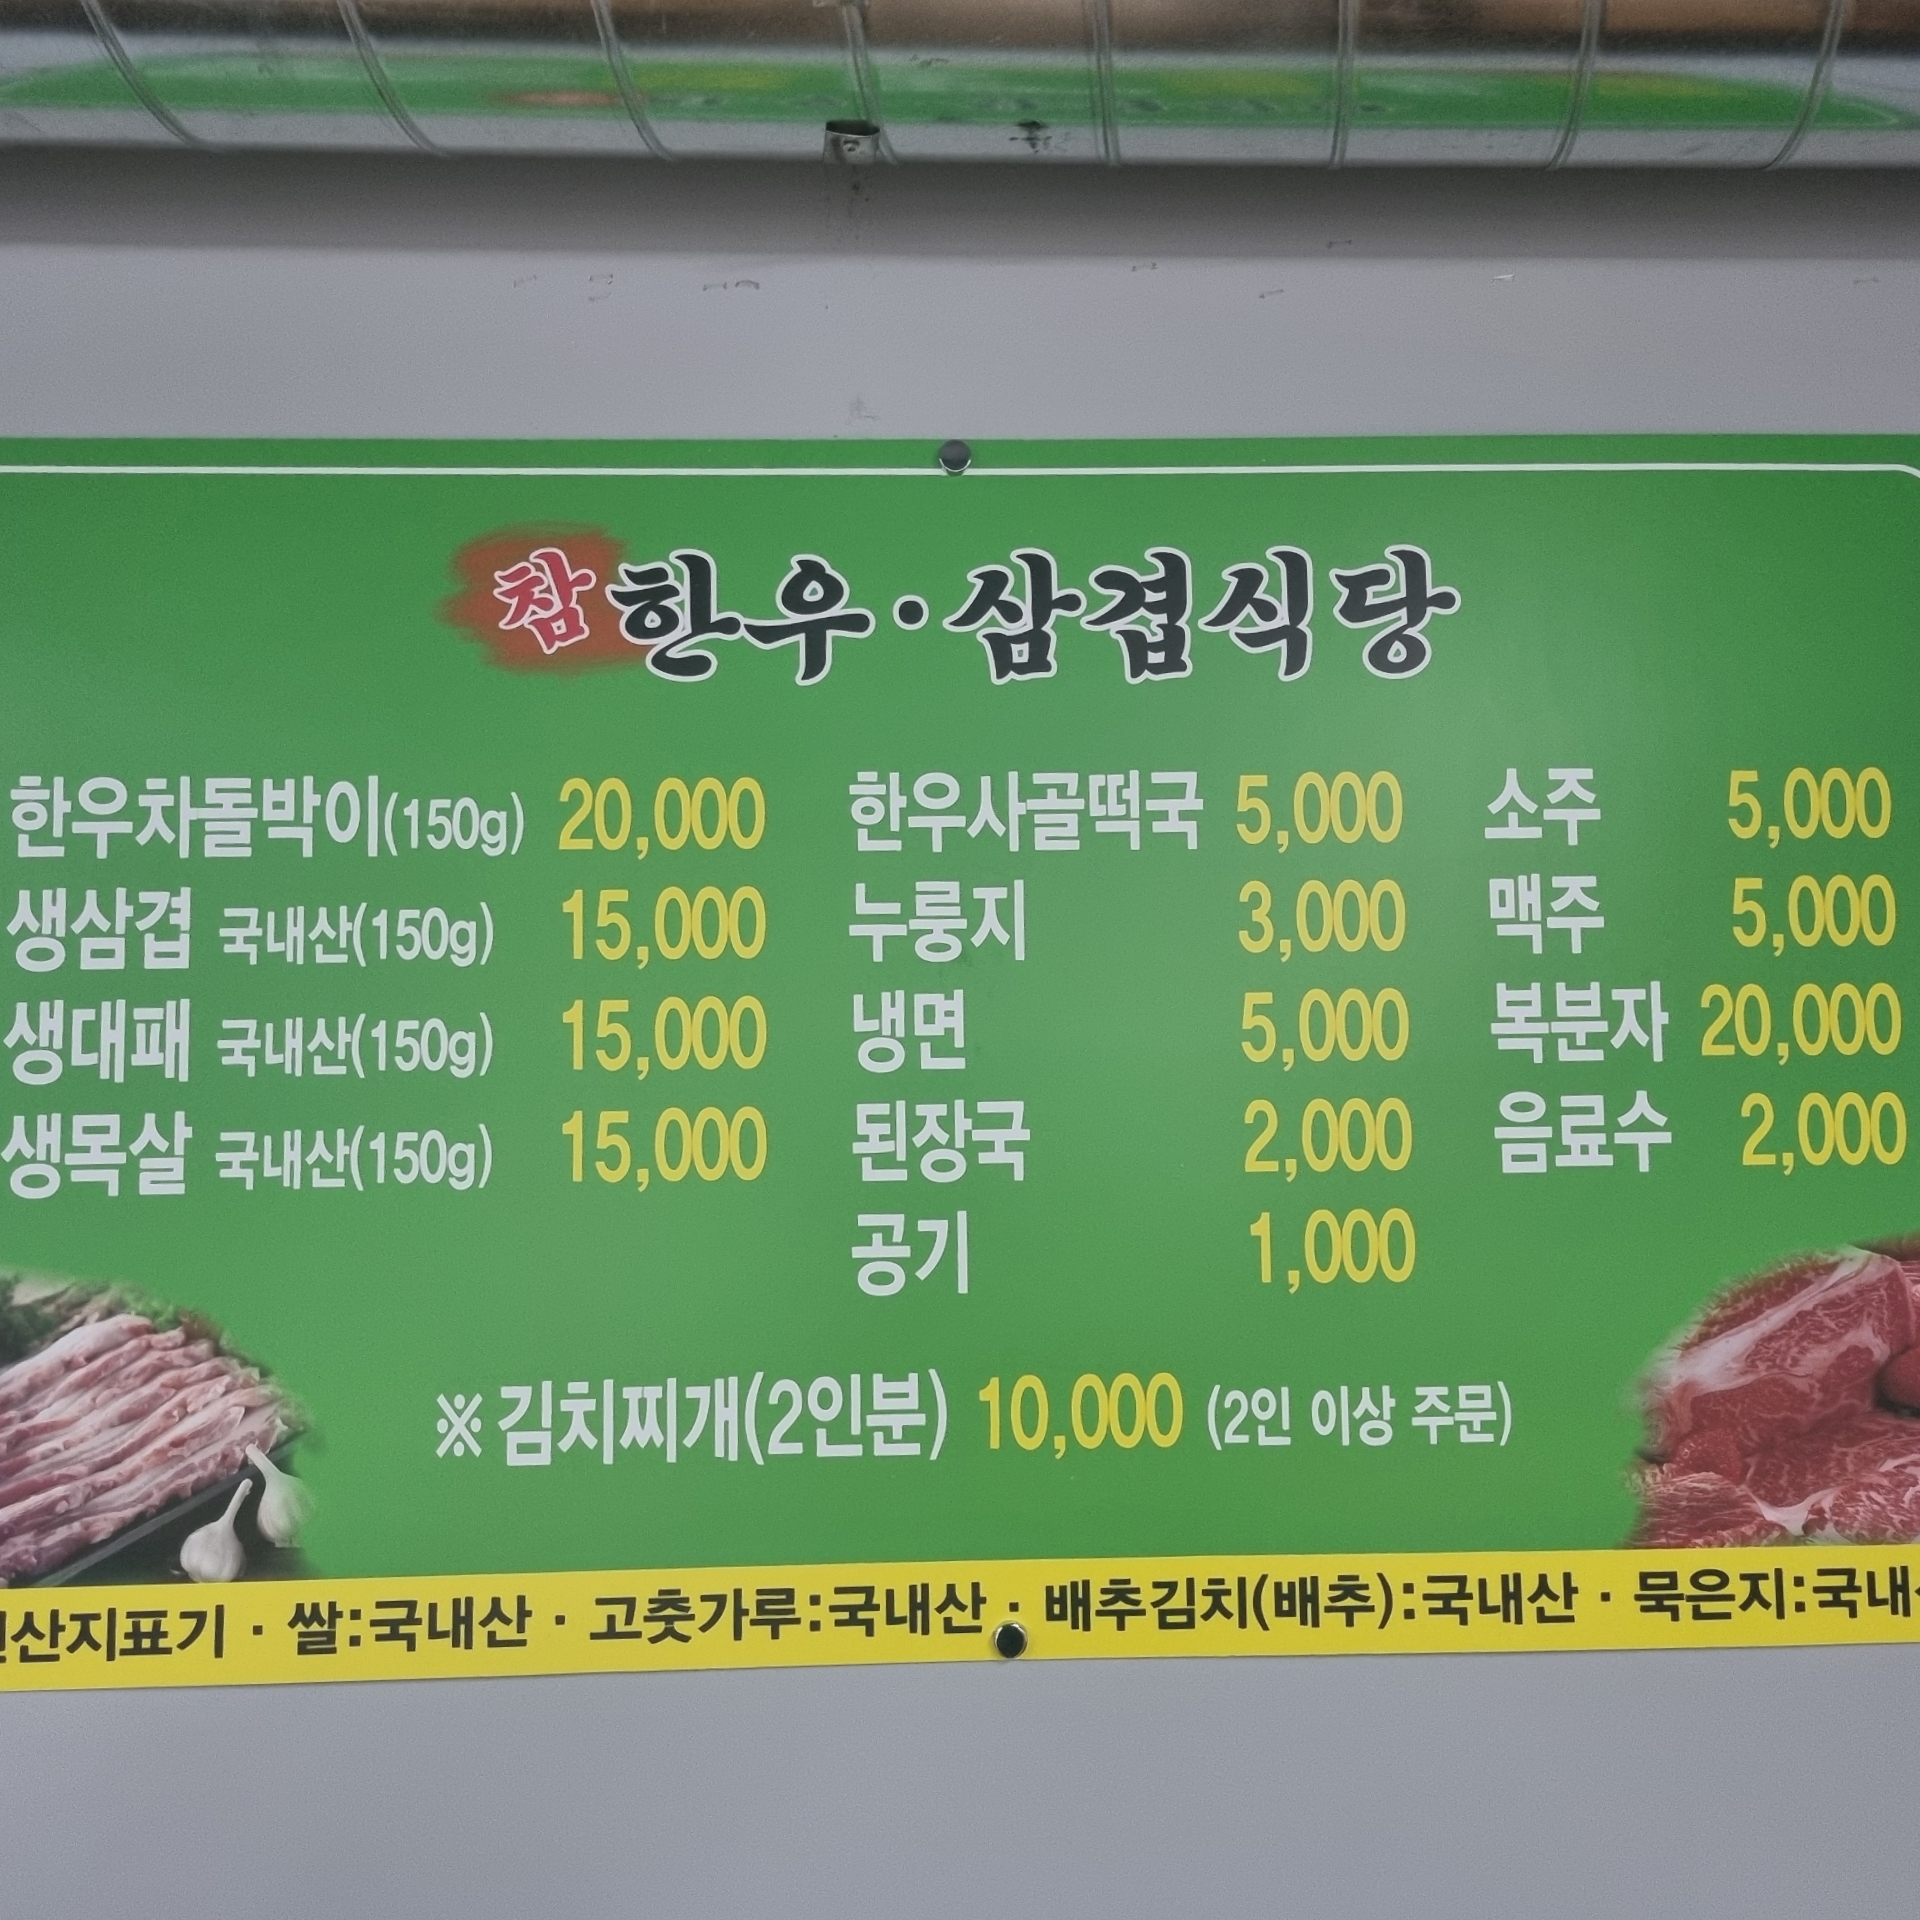 참한우·삼겹식당
한우차돌박이(150g) 20,000 한우사골떡국 5,000 소주 5,000
생삼겹 국내산(150g) 15,000 누룽지 3,000 맥주 5,000
생대패 국내산(150g) 15,000 냉면 5,000 복분자 20,000
생목살 국내산(150g) 15,000 된장국 2,000 음료수 2,000
공기 1,000
※김치찌개(2인분) 10,000 (2인 이상 주문)
산지표기 · 쌀:국내산 · 고춧가루:국내산 · 배추김치(배추):국내산 · 묵은지:국내